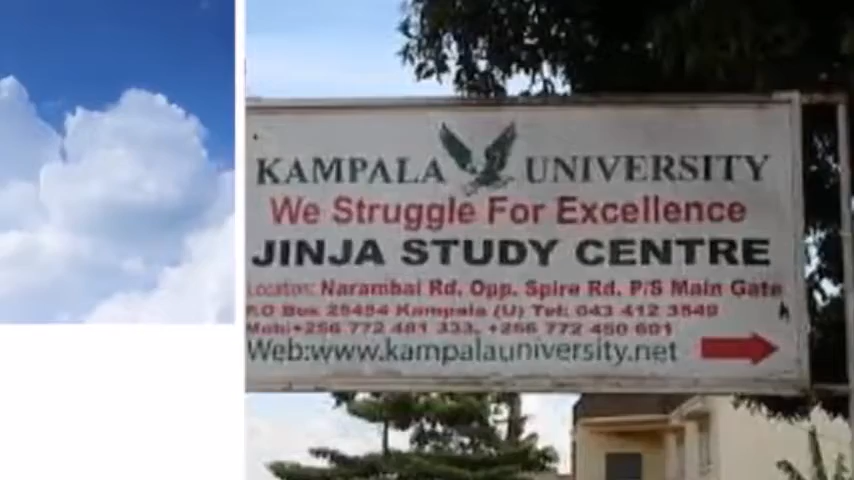 KAMPALA UNIVERSITY
We Struggle For Excellence
JINJA STUDY CENTRE
Location: Narambai Rd, Opp. Spire Rd. P/S Main Gate
P.O Box 25454 Kampala (U) Tel: 043 412 3549
Mobi+256 772 481 333, +256 772 450 601
Web:www.kampalauniversity.net